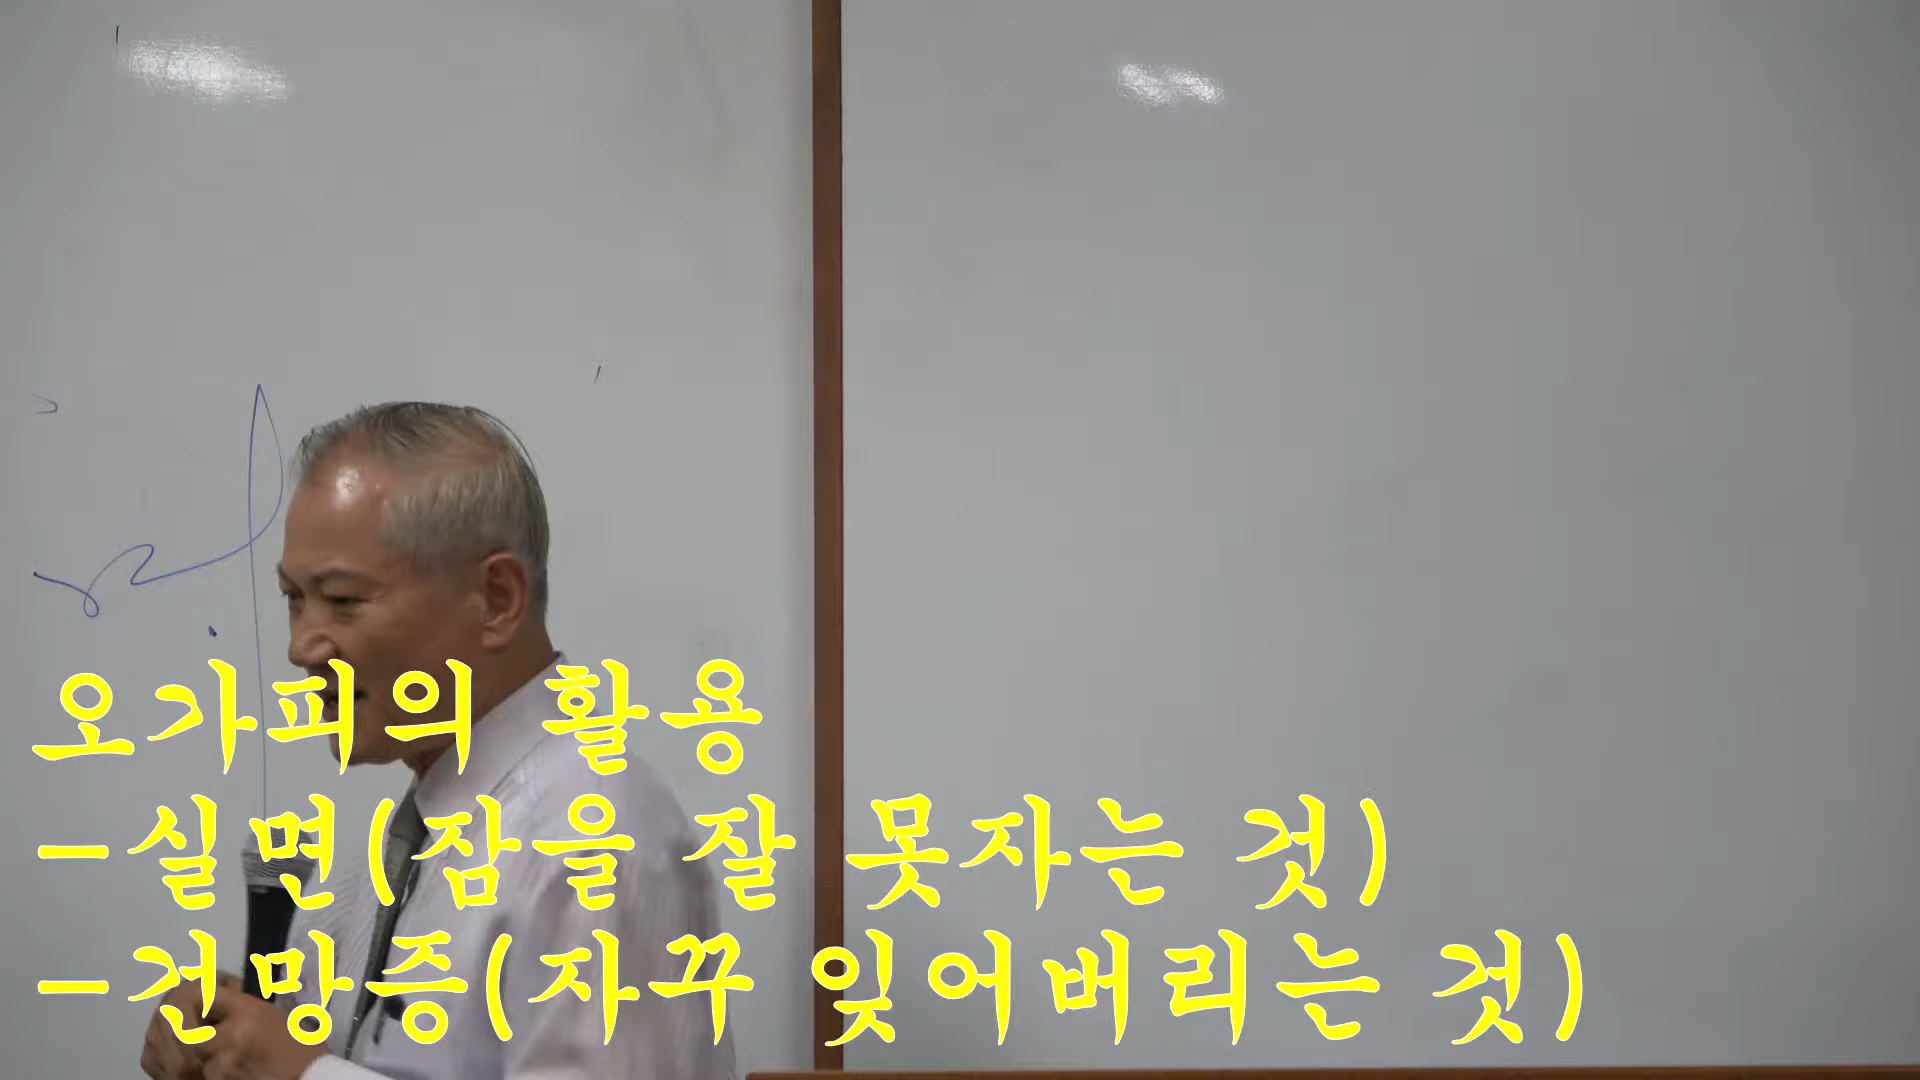 오가피의 활용
-실면(잠을 잘 못자는 것)
-건망증(자꾸 잊어버리는 것)